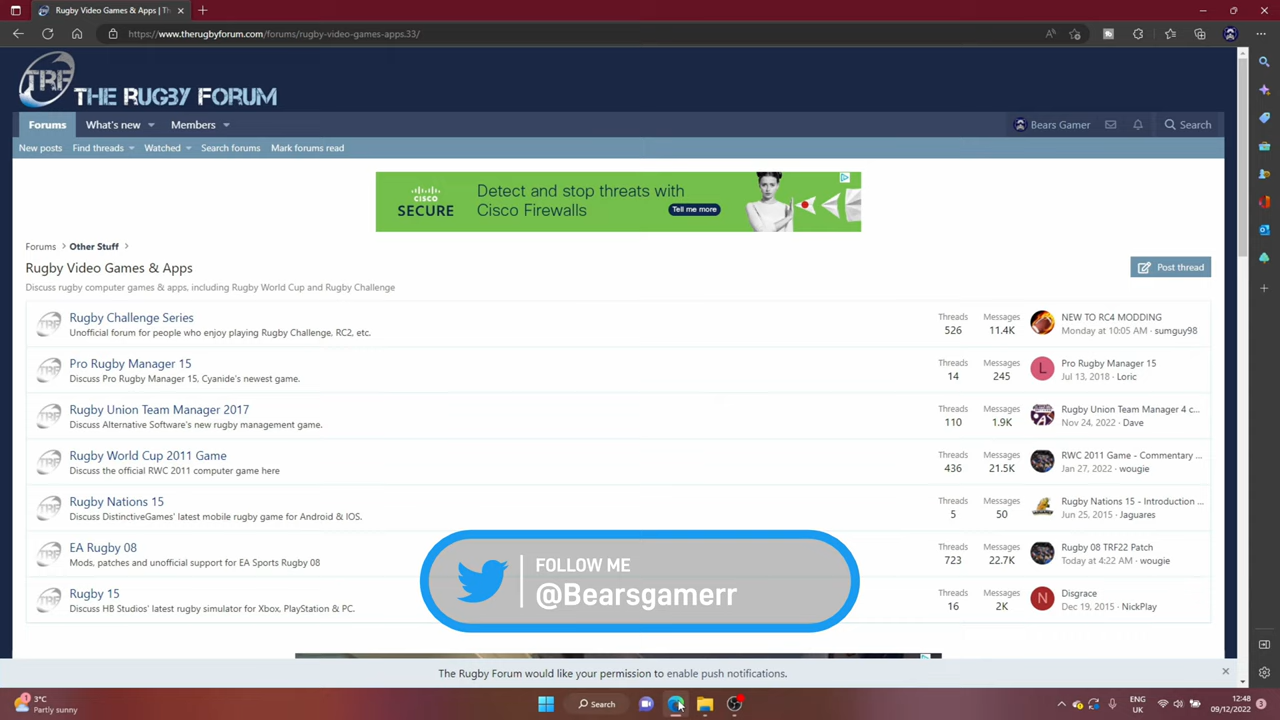 Rugby Video Games & Apps | T
https://www.therugbyforum.com/forums/rugby-video-games-apps.33/
TRF THE RUGBY FORUM
Forums What's new Members Bears Gamer Search
New posts Find threads Watched Search forums Mark forums read
CISCO SECURE
Detect and stop threats with
Cisco Firewalls
Tell me more
Forums Other Stuff
Rugby Video Games & Apps
Post thread
Discuss rugby computer games & apps, including Rugby World Cup and Rugby Challenge
Rugby Challenge Series
Unofficial forum for people who enjoy playing Rugby Challenge, RC2, etc.
Threads 526
Messages 11.4K
NEW TO RC4 MODDING
Monday at 10:05 AM · sumguy98
Pro Rugby Manager 15
Discuss Pro Rugby Manager 15, Cyanide's newest game.
Threads 14
Messages 245
L
Pro Rugby Manager 15
Jul 13, 2018 · Loric
Rugby Union Team Manager 2017
Discuss Alternative Software's new rugby management game.
Threads 110
Messages 1.9K
Rugby Union Team Manager 4 c...
Nov 24, 2022 · Dave
Rugby World Cup 2011 Game
Discuss the official RWC 2011 computer game here
Threads 436
Messages 21.5K
RWC 2011 Game - Commentary ...
Jan 27, 2022 · wougie
Rugby Nations 15
Discuss DistinctiveGames' latest mobile rugby game for Android & IOS.
Threads 5
Messages 50
Rugby Nations 15 - Introduction ...
Jun 25, 2015 · Jaguares
EA Rugby 08
Mods, patches and unofficial support for EA Sports Rugby 08
Threads 723
Messages 22.7K
Rugby 08 TRF22 Patch
Today at 4:22 AM · wougie
Rugby 15
Discuss HB Studios' latest rugby simulator for Xbox, PlayStation & PC.
Threads 16
Messages 2K
N
Disgrace
Dec 19, 2015 · NickPlay
FOLLOW ME
@Bearsgamerr
The Rugby Forum would like your permission to enable push notifications.
3°C
Partly sunny
Search
ENG
UK
12:48
09/12/2022